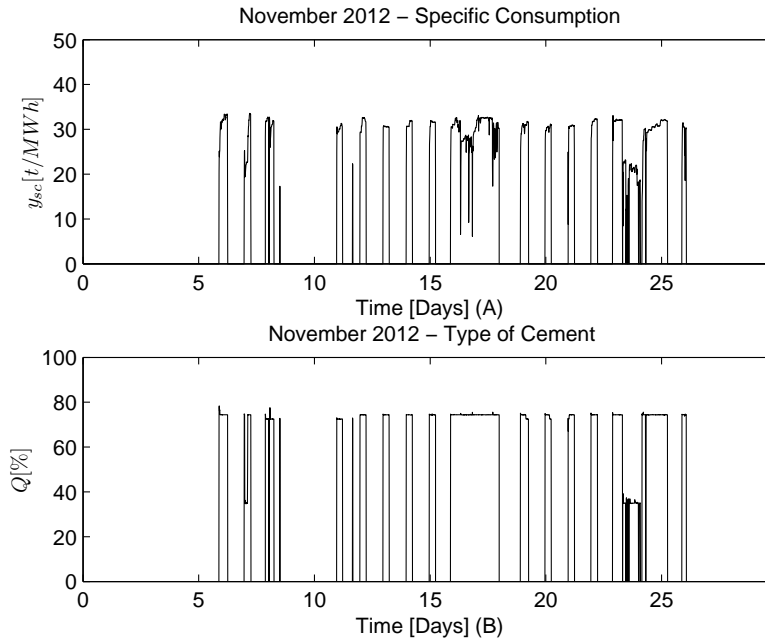 November 2012 – Specific Consumption
50
40
30
20
10
0
y_sc[t/MWh]
0 5 10 15 20 25
Time [Days] (A)
November 2012 – Type of Cement
100
80
60
40
20
0
Q[%]
0 5 10 15 20 25
Time [Days] (B)